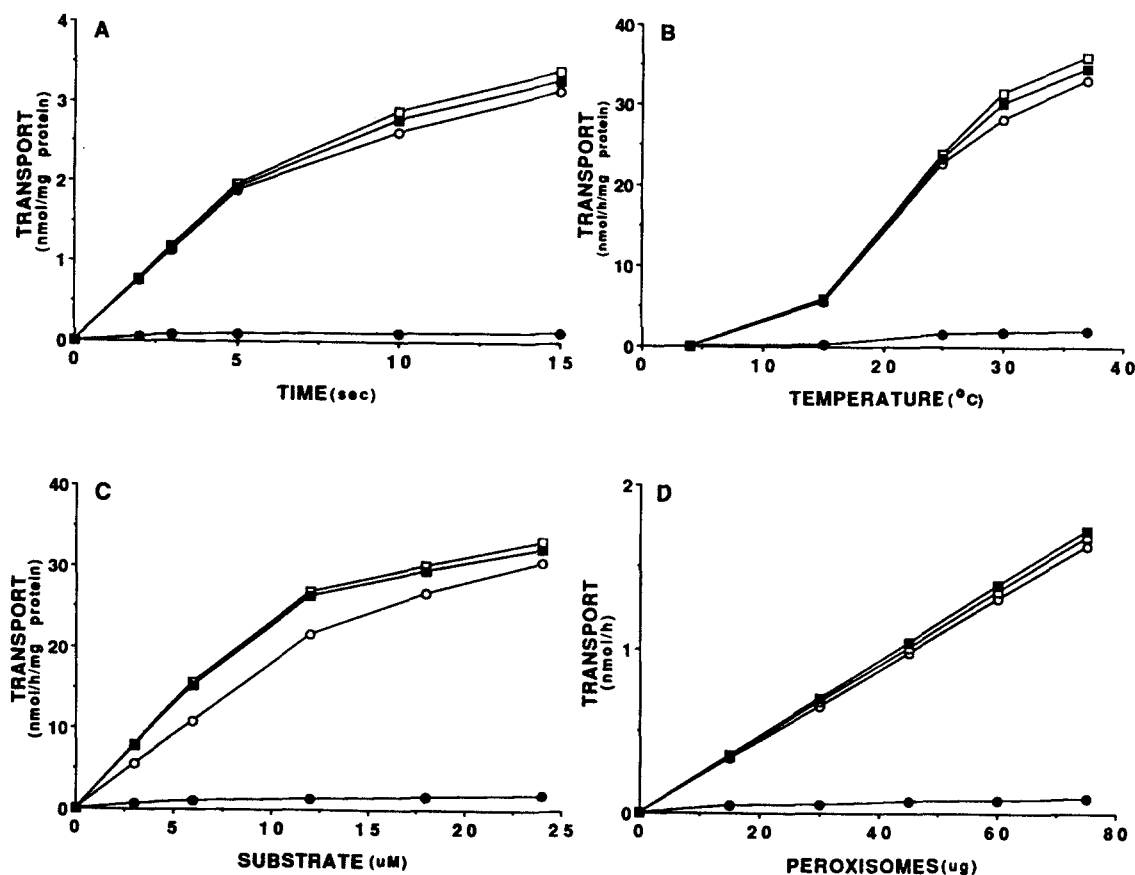 A
TRANSPORT
(nmol/mg protein)
4
3
2
1
0
0 5 10 15
TIME(sec)
B
TRANSPORT
(nmol/h/mg protein)
40
30
20
10
0
10 20 30 40
TEMPERATURE(°C)
C
TRANSPORT
(nmol/h/mg protein)
40
30
20
10
0
0 5 10 15 20 25
SUBSTRATE(uM)
D
TRANSPORT
(nmol/h)
2
1
0
0 20 40 60 80
PEROXISOMES(ug)